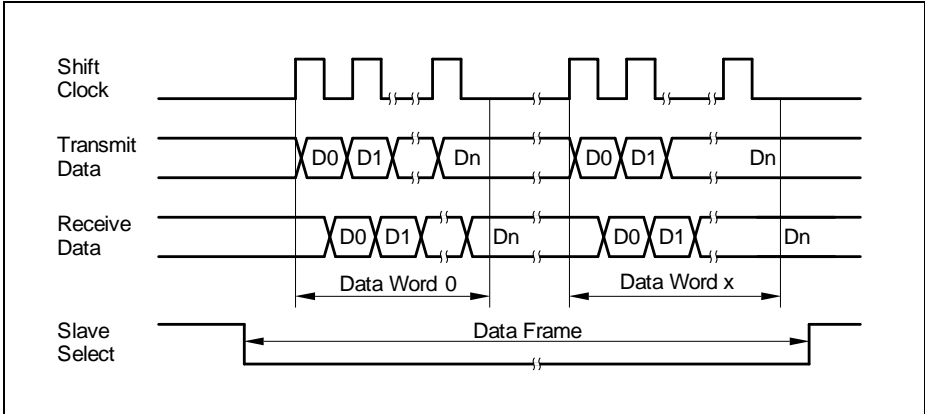 Shift
Clock
Transmit
Data
D0 D1 Dn D0 D1 Dn
Receive
Data
D0 D1 Dn D0 D1 Dn
Data Word 0 Data Word x
Slave
Select
Data Frame